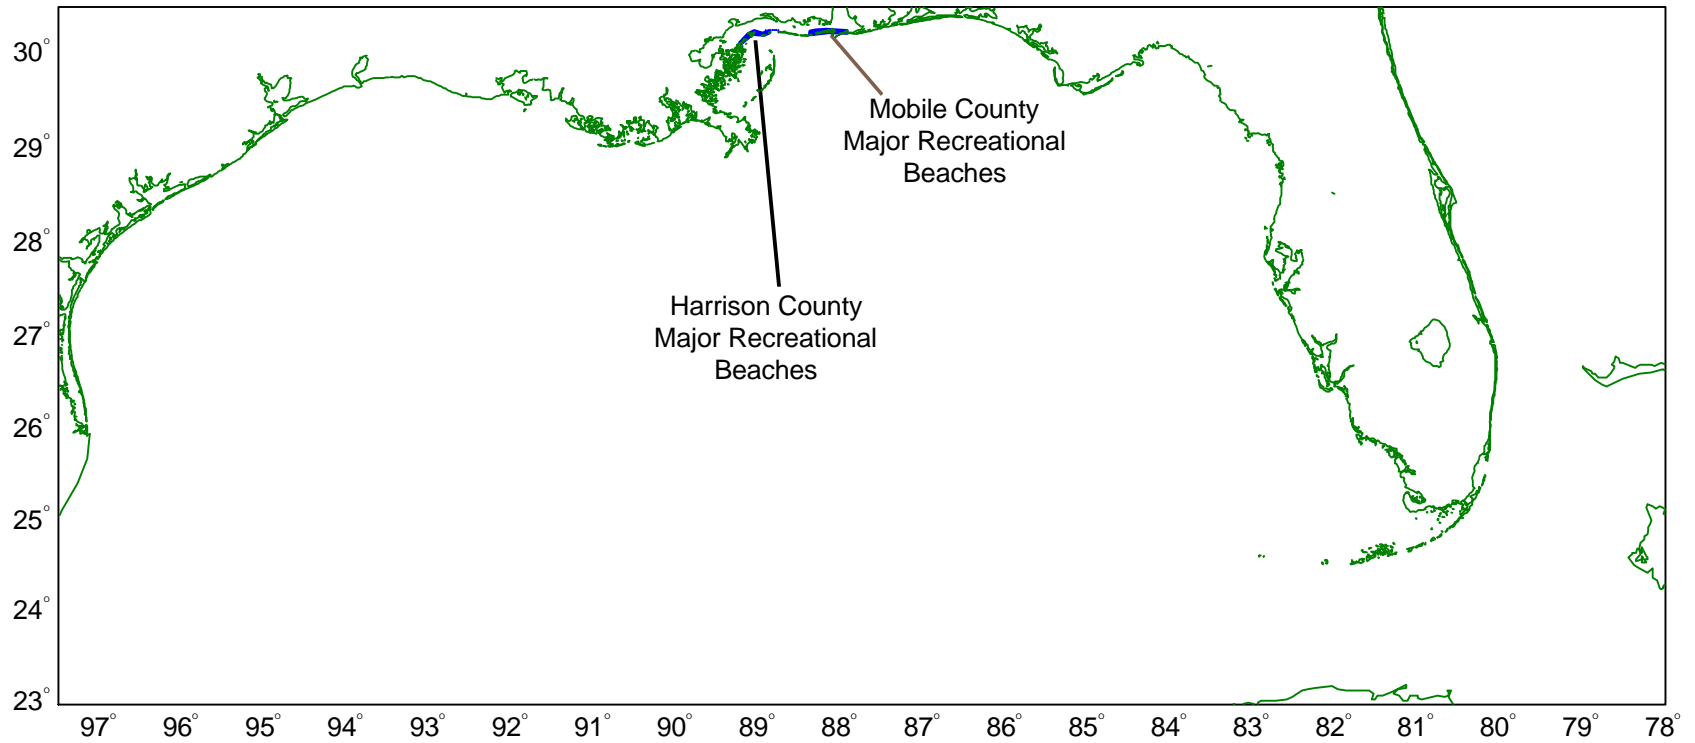 30°
29°
28°
27°
26°
25°
24°
23°
Mobile County
Major Recreational
Beaches
Harrison County
Major Recreational
Beaches
97° 96° 95° 94° 93° 92° 91° 90° 89° 88° 87° 86° 85° 84° 83° 82° 81° 80° 79° 78°